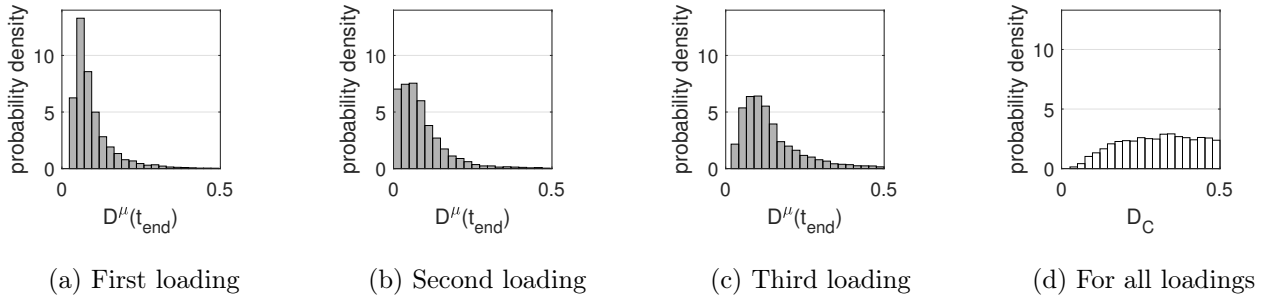 probability density
10
5
0
0
0.5
D^μ(t_end)
(a) First loading
probability density
10
5
0
0
0.5
D^μ(t_end)
(b) Second loading
probability density
10
5
0
0
0.5
D^μ(t_end)
(c) Third loading
probability density
10
5
0
0
0.5
D_C
(d) For all loadings